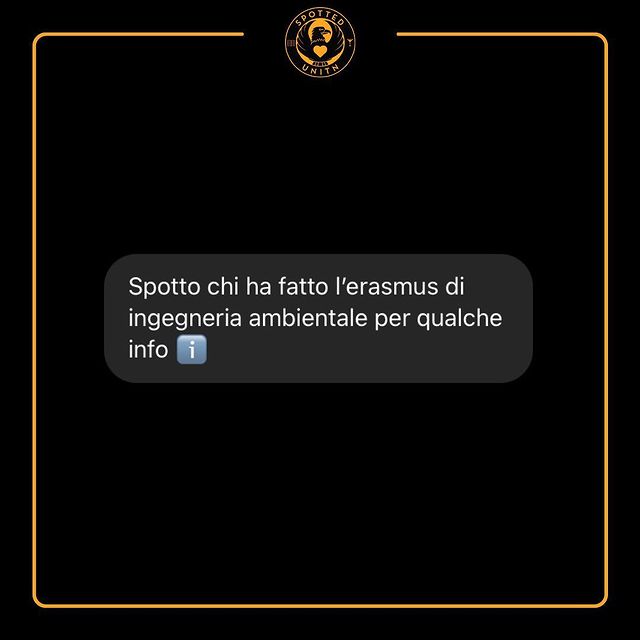 SPOTTED
UNITN
Spotto chi ha fatto l’erasmus di
ingegneria ambientale per qualche
info ℹ️